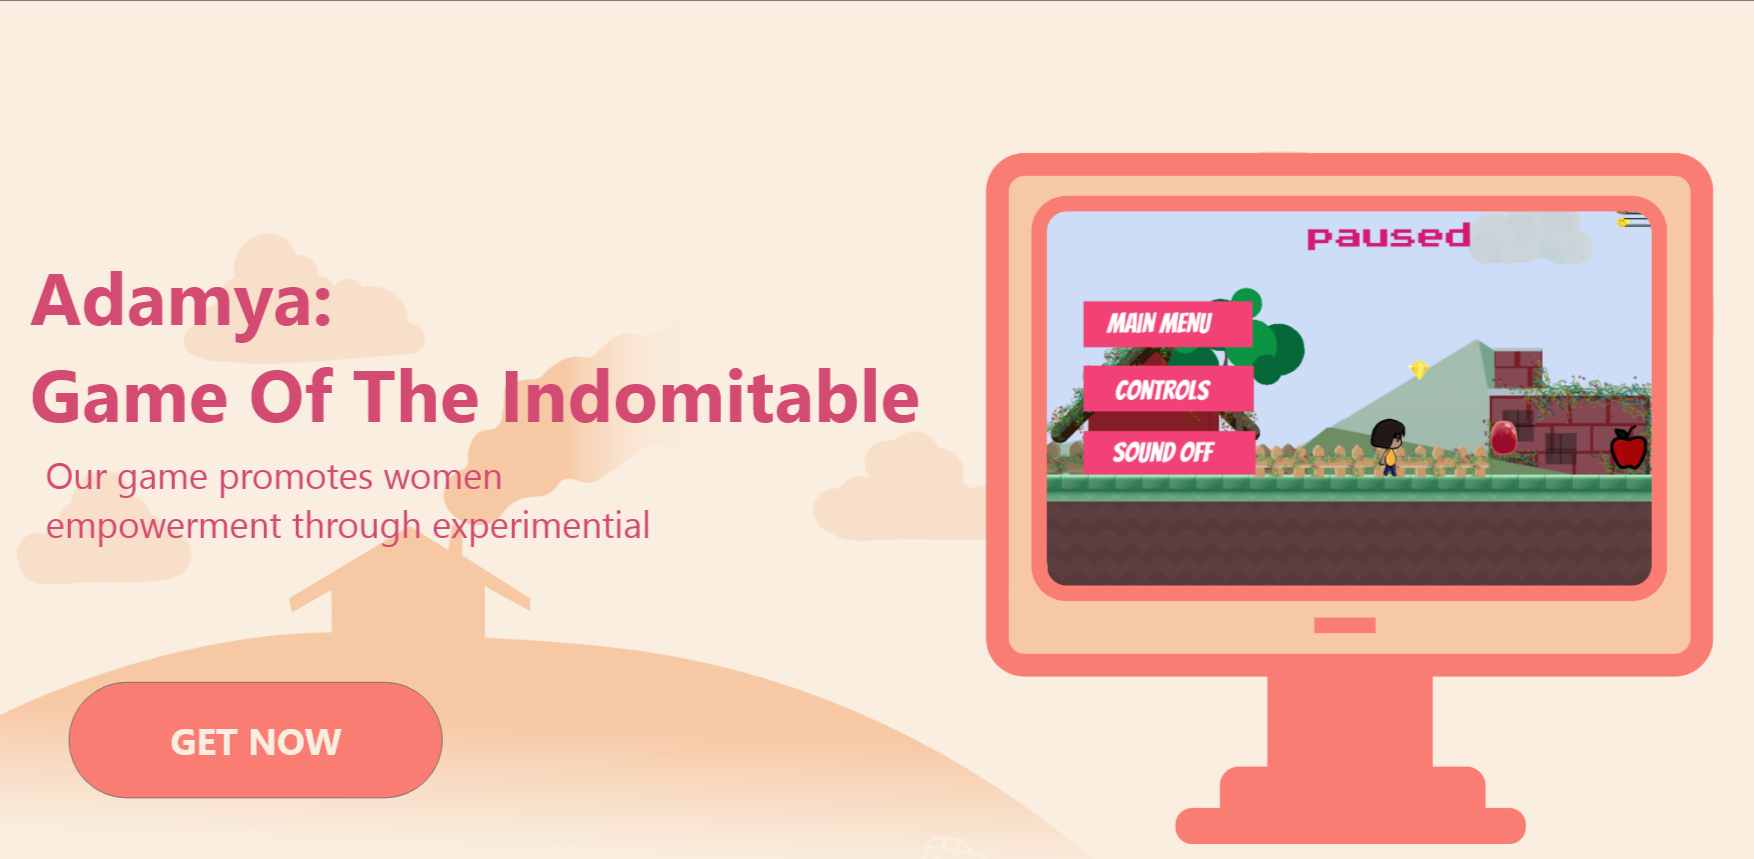 Adamya:
Game Of The Indomitable
Our game promotes women
empowerment through experimential
GET NOW
paused
MAIN MENU
CONTROLS
SOUND OFF